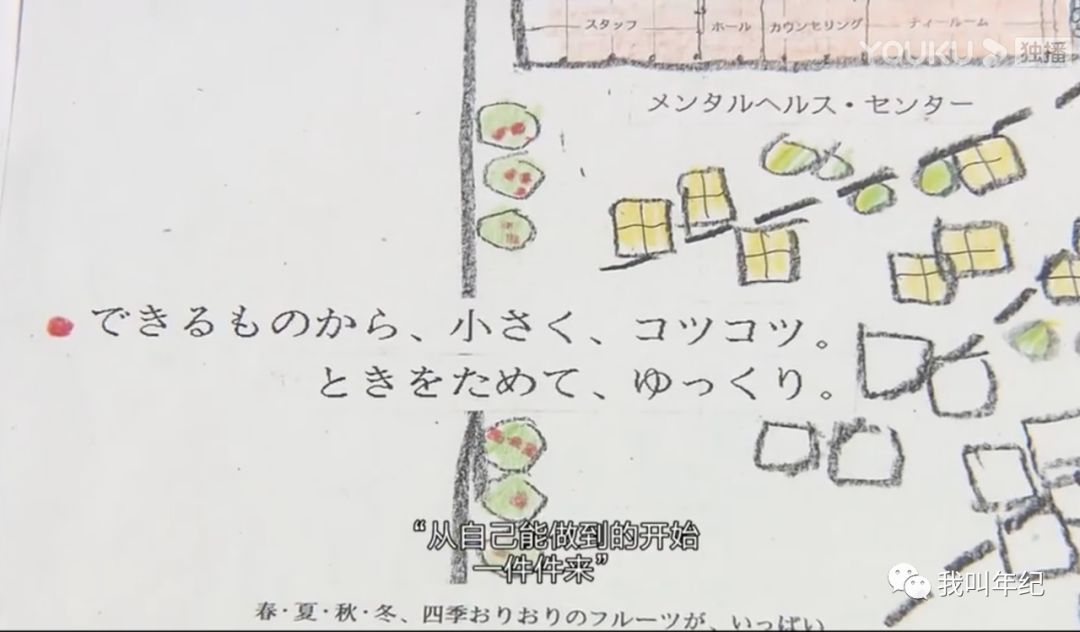 スタッフ ホール カウンセリング ティールーム
YOUKU 独播
メンタルヘルス・センター
できるものから、小さく、コツコツ。
ときをためて、ゆっくり。
“从自己能做到的开始
一件件来”
我叫年纪
春・夏・秋・冬、四季おりおりのフルーツが、いっぱい